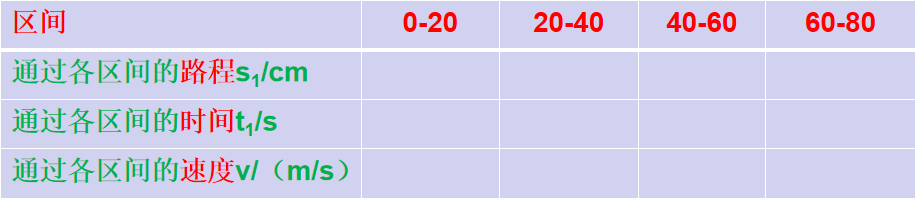 区间 0-20 20-40 40-60 60-80
通过各区间的路程s₁/cm
通过各区间的时间t₁/s
通过各区间的速度v/（m/s）